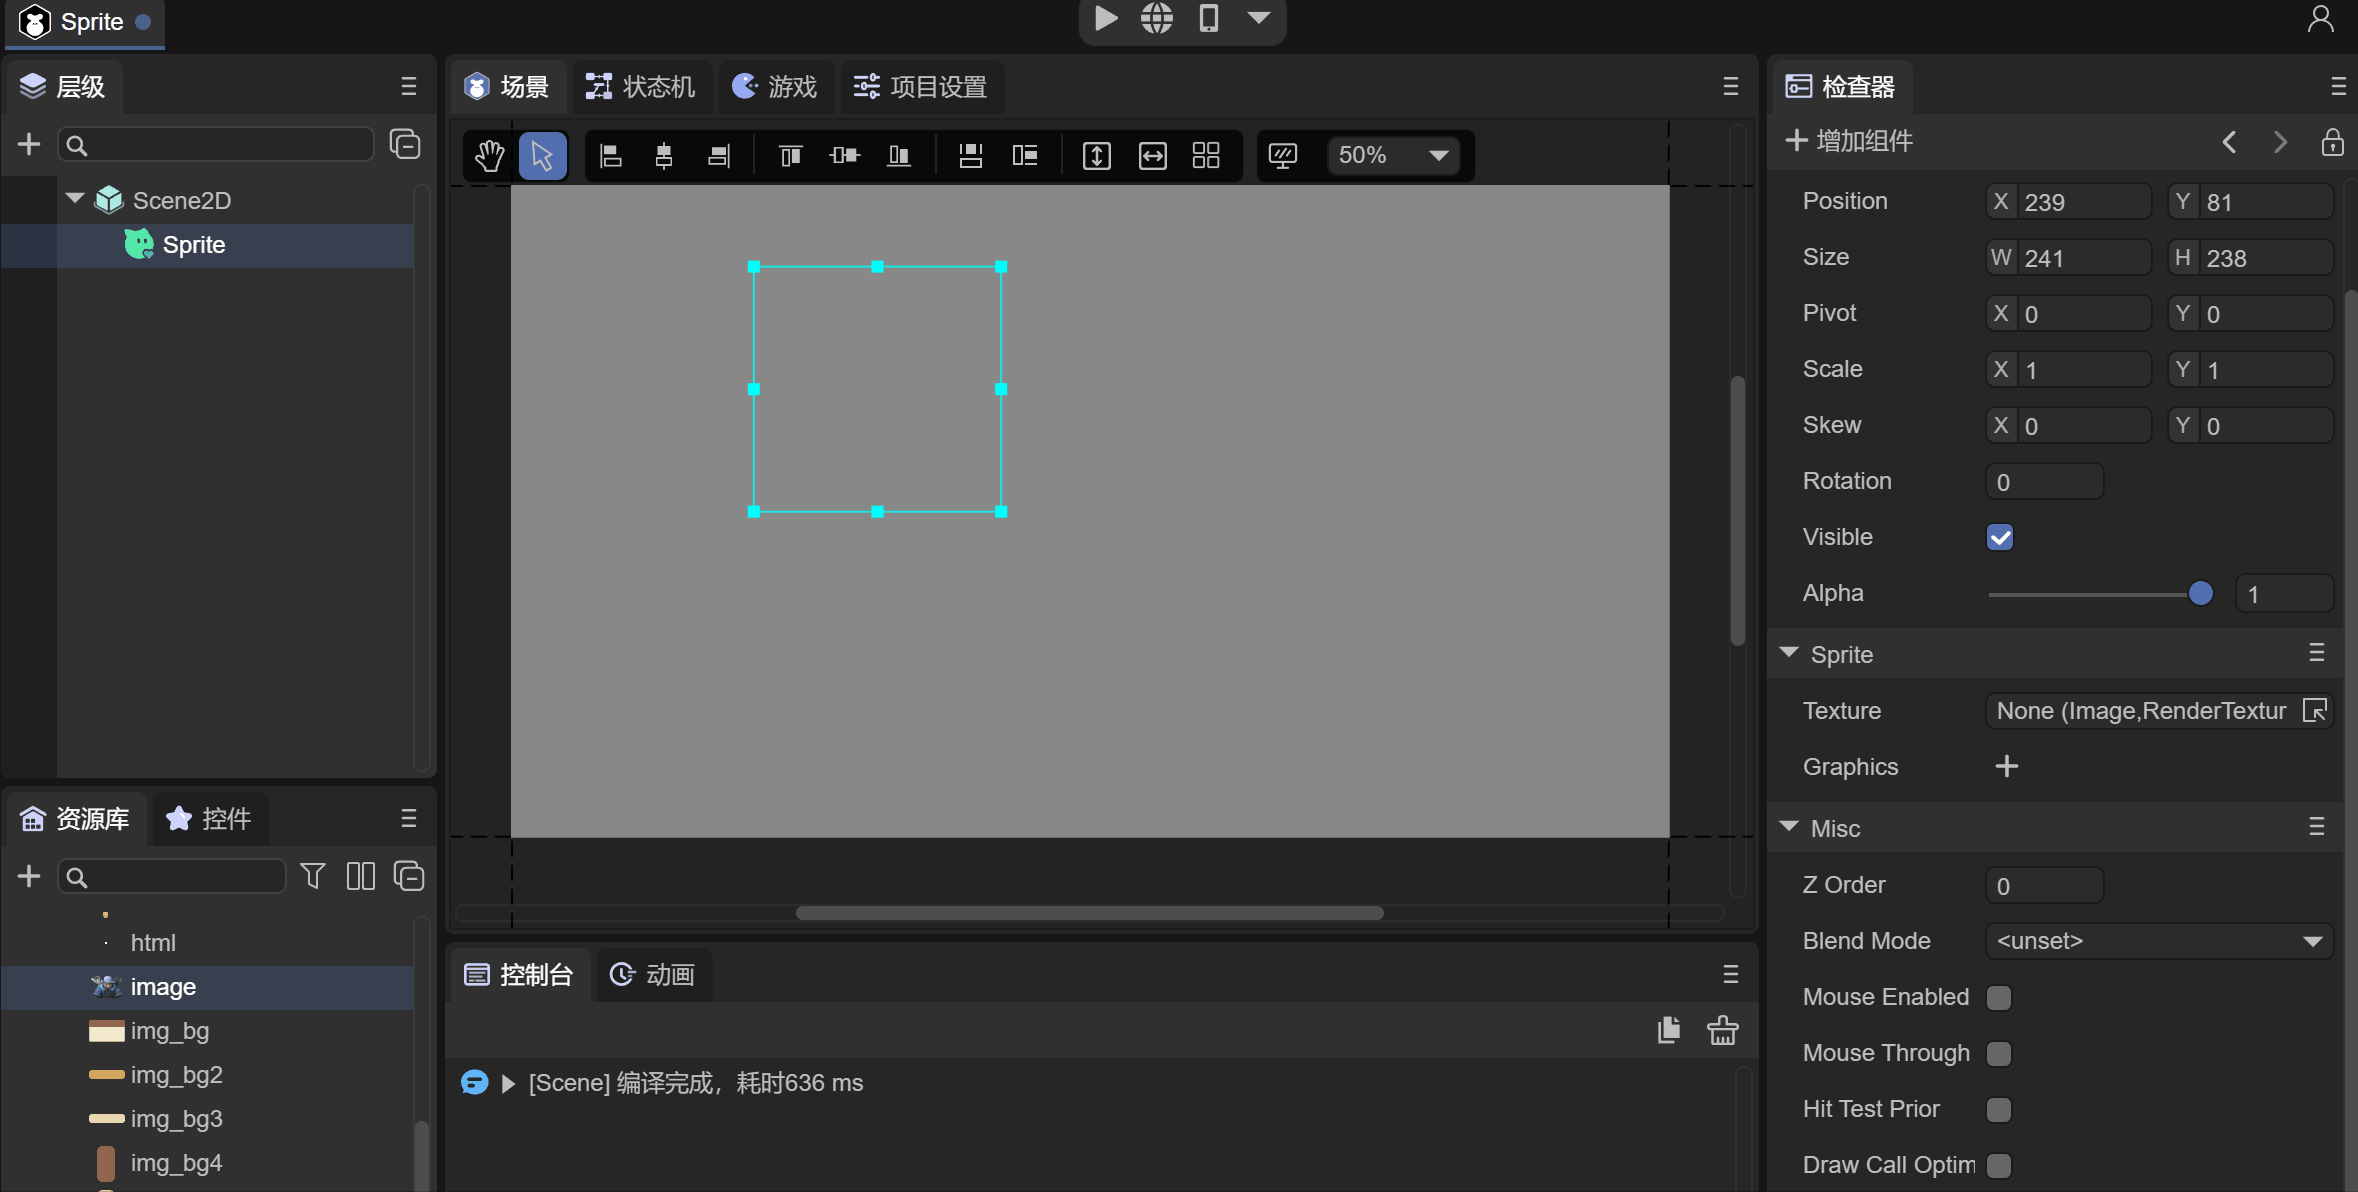 Sprite
层级
Scene2D
Sprite
资源库
控件
html
image
img_bg
img_bg2
img_bg3
img_bg4
场景
状态机
游戏
项目设置
50%
控制台
动画
[Scene] 编译完成，耗时636 ms
检查器
增加组件
Position X 239 Y 81
Size W 241 H 238
Pivot X 0 Y 0
Scale X 1 Y 1
Skew X 0 Y 0
Rotation 0
Visible
Alpha 1
Sprite
Texture None (Image,RenderTextur
Graphics
Misc
Z Order 0
Blend Mode <unset>
Mouse Enabled
Mouse Through
Hit Test Prior
Draw Call Optim